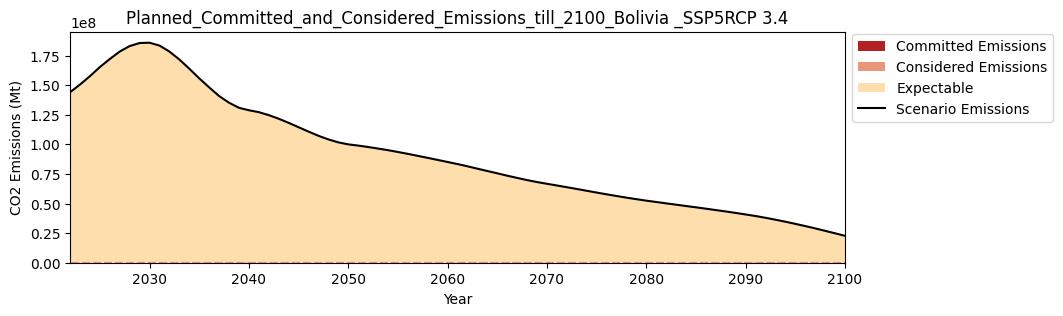 Planned_Committed_and_Considered_Emissions_till_2100_Bolivia _SSP5RCP 3.4
1e8
1.75
1.50
1.25
1.00
0.75
0.50
0.25
0.00
CO2 Emissions (Mt)
2030 2040 2050 2060 2070 2080 2090 2100
Year
Committed Emissions
Considered Emissions
Expectable
Scenario Emissions